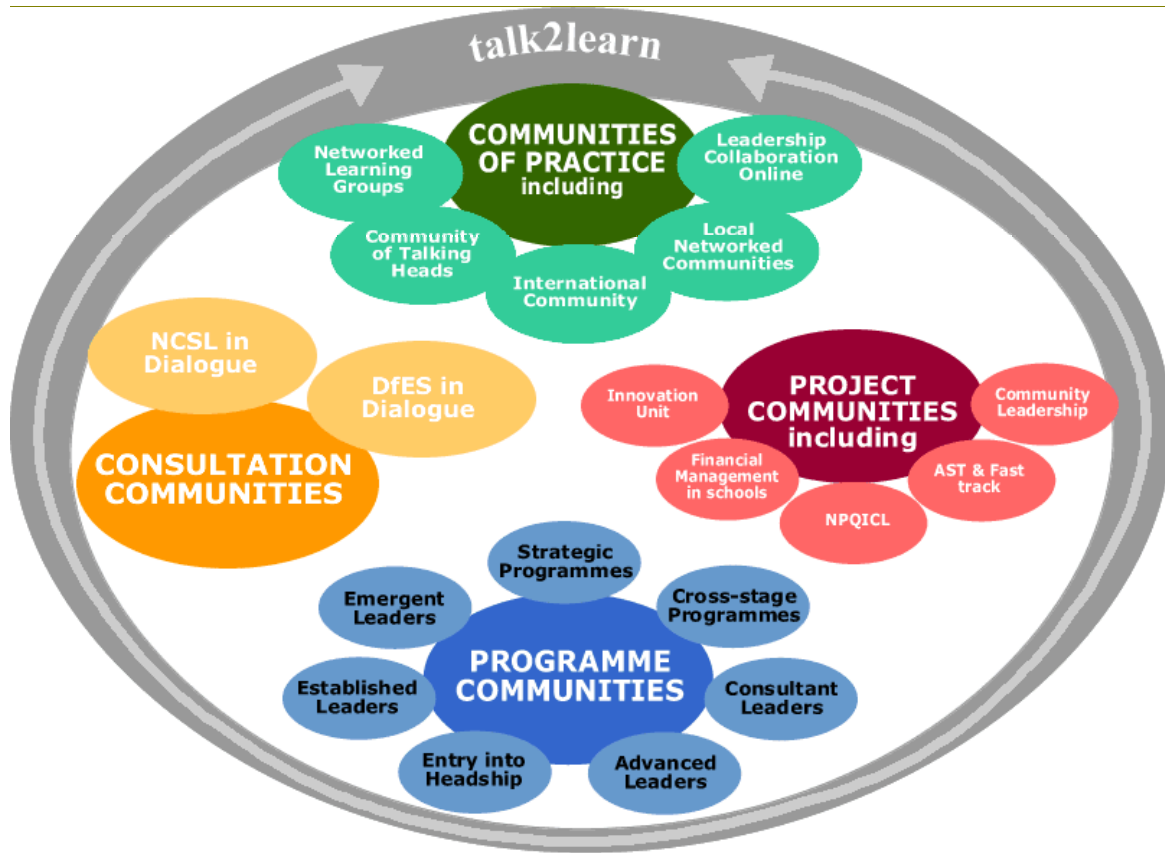 talk2learn
COMMUNITIES
OF PRACTICE
including
Networked
Learning
Groups
Community
of Talking
Heads
International
Community
Local
Networked
Communities
Leadership
Collaboration
Online
NCSL in
Dialogue
DfES in
Dialogue
CONSULTATION
COMMUNITIES
PROJECT
COMMUNITIES
including
Innovation
Unit
Financial
Management
in schools
NPQICL
AST & Fast
track
Community
Leadership
PROGRAMME
COMMUNITIES
Strategic
Programmes
Cross-stage
Programmes
Consultant
Leaders
Advanced
Leaders
Entry into
Headship
Established
Leaders
Emergent
Leaders